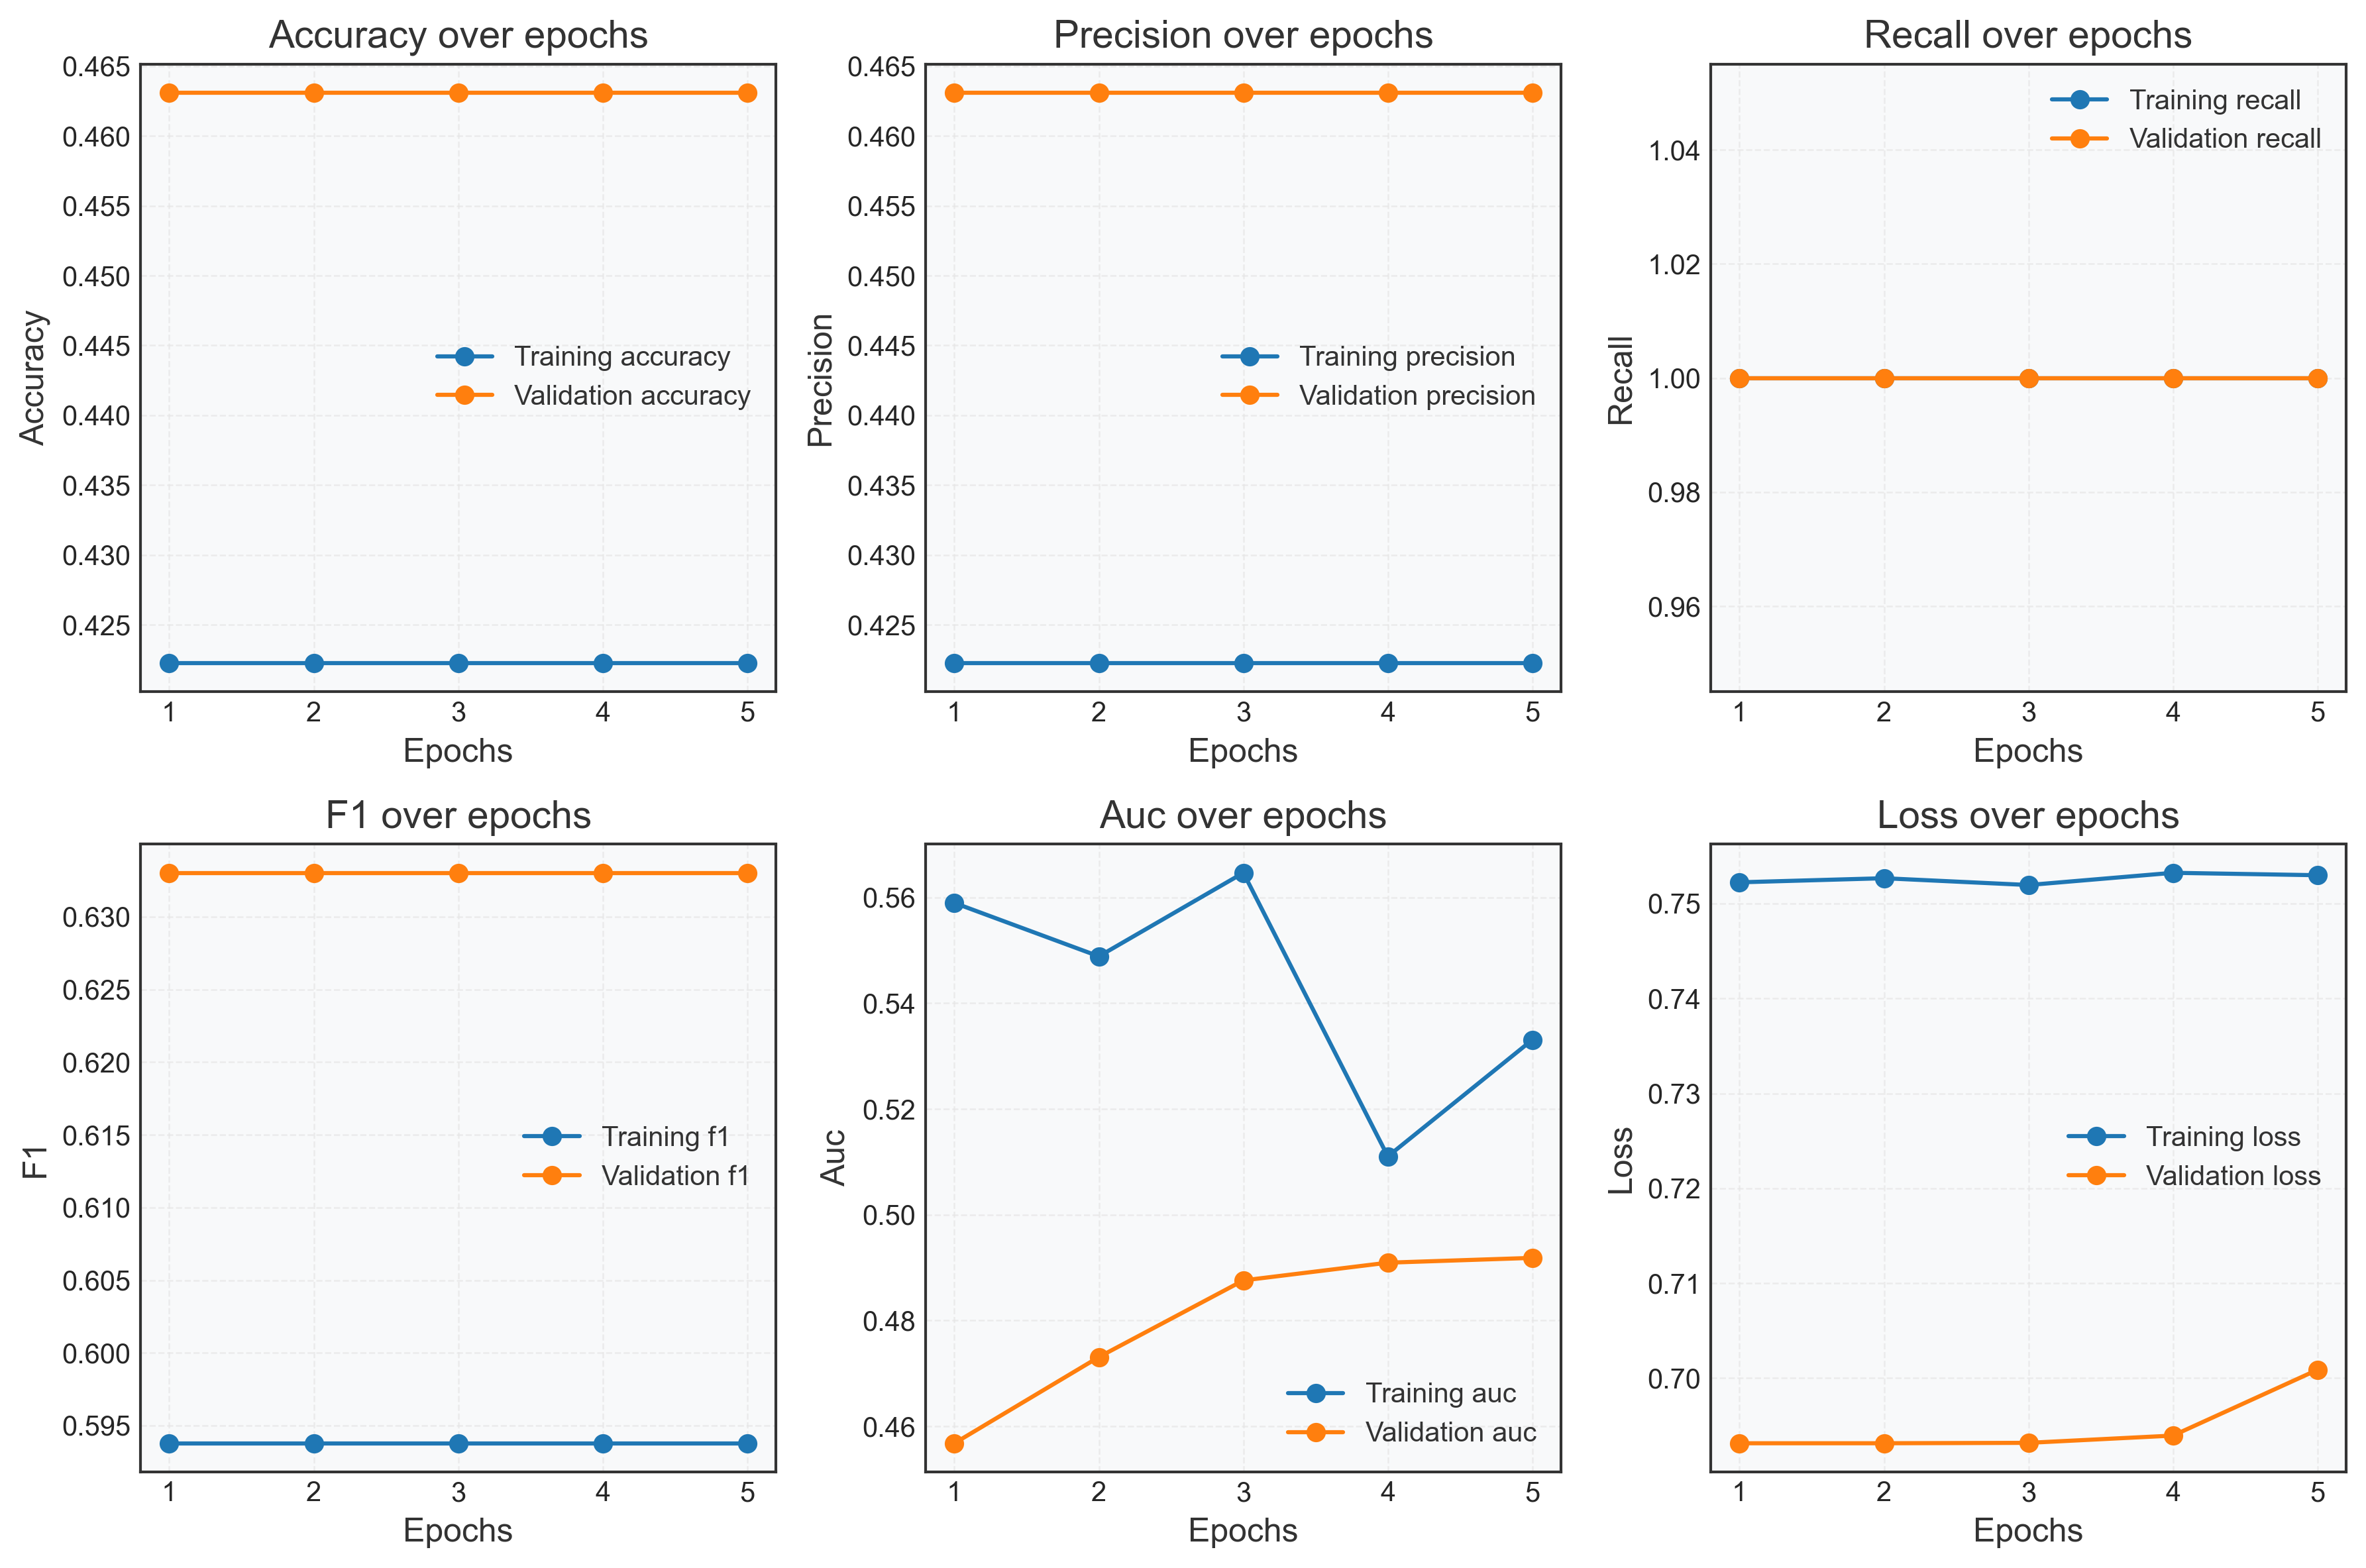 Accuracy over epochs
0.465
0.460
0.455
0.450
0.445
0.440
0.435
0.430
0.425
Accuracy
Training accuracy
Validation accuracy
1 2 3 4 5
Epochs
Precision over epochs
0.465
0.460
0.455
0.450
0.445
0.440
0.435
0.430
0.425
Precision
Training precision
Validation precision
1 2 3 4 5
Epochs
Recall over epochs
1.04
1.02
1.00
0.98
0.96
Recall
Training recall
Validation recall
1 2 3 4 5
Epochs
F1 over epochs
0.630
0.625
0.620
0.615
0.610
0.605
0.600
0.595
F1
Training f1
Validation f1
1 2 3 4 5
Epochs
Auc over epochs
0.56
0.54
0.52
0.50
0.48
0.46
Auc
Training auc
Validation auc
1 2 3 4 5
Epochs
Loss over epochs
0.75
0.74
0.73
0.72
0.71
0.70
Loss
Training loss
Validation loss
1 2 3 4 5
Epochs